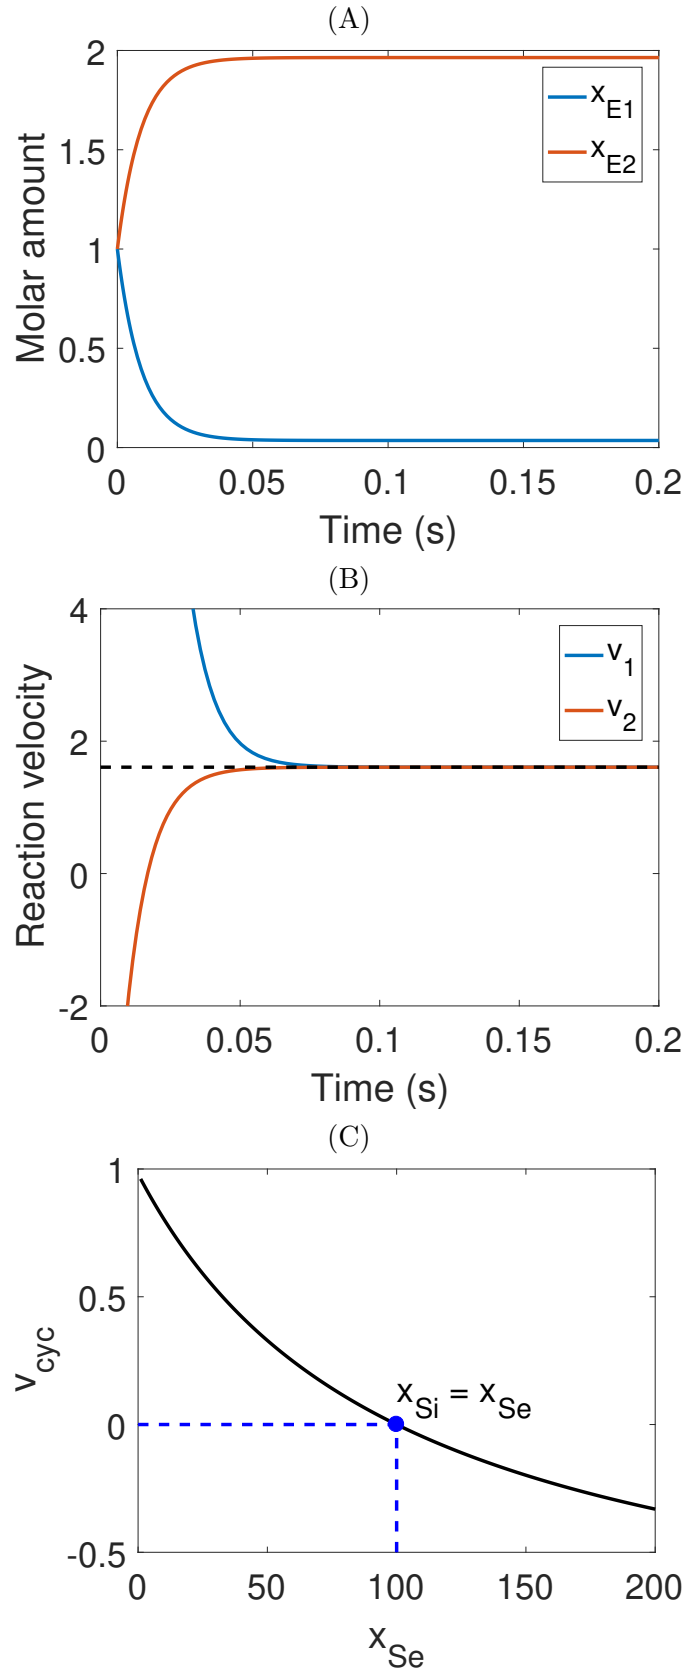 (A)
2
1.5
1
0.5
0
0 0.05 0.1 0.15 0.2
Molar amount
Time (s)
x_E1
x_E2
(B)
4
2
0
-2
0 0.05 0.1 0.15 0.2
Reaction velocity
Time (s)
v_1
v_2
(C)
1
0.5
0
-0.5
0 50 100 150 200
v_cyc
x_Si = x_Se
x_Se